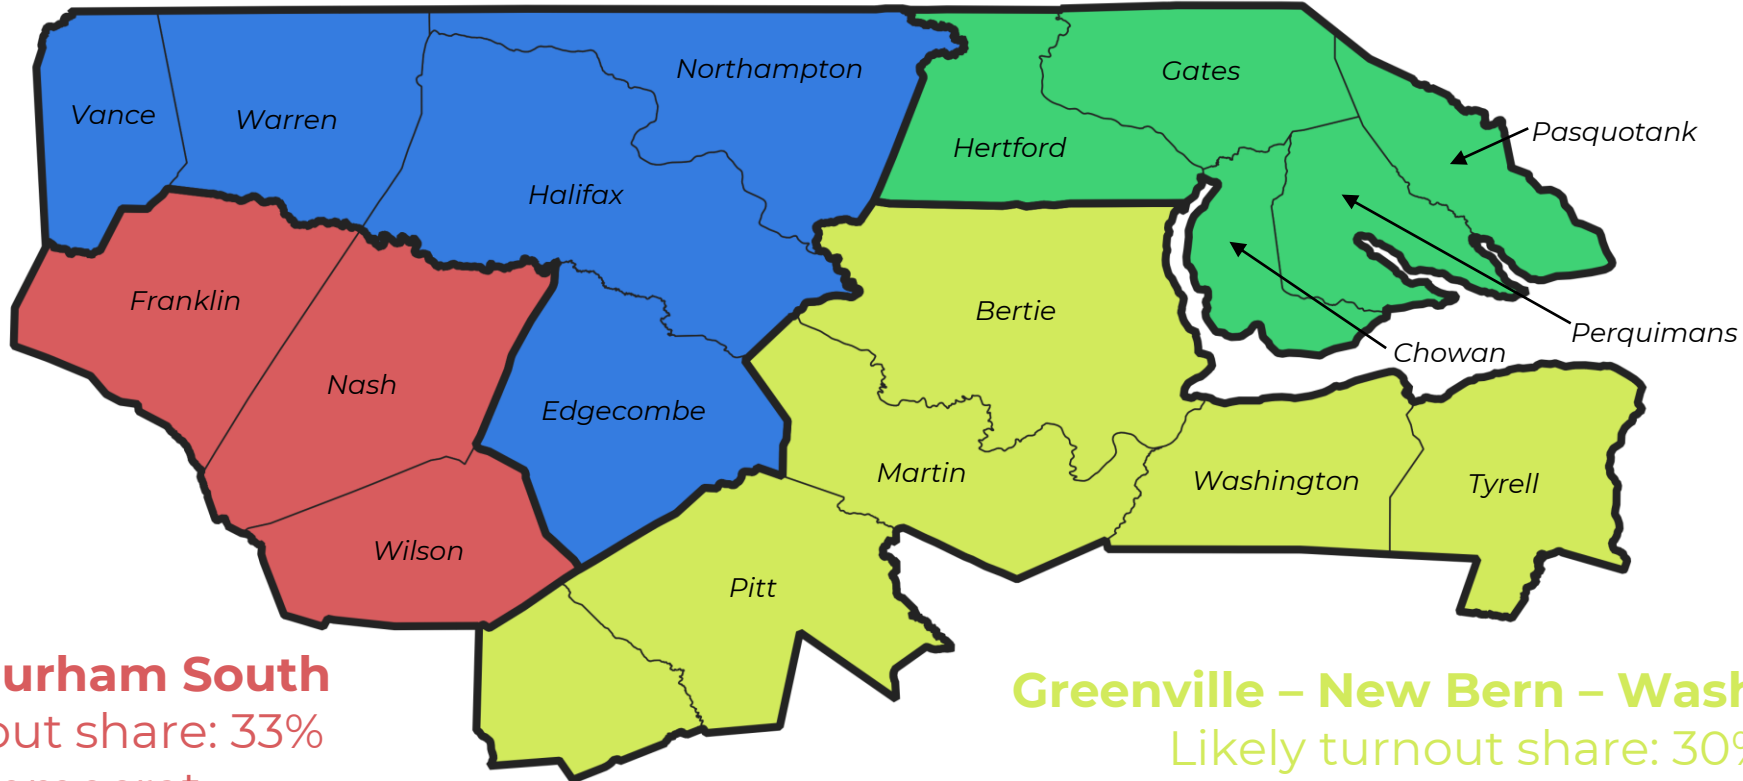 Northampton
Gates
Vance
Warren
Pasquotank
Hertford
Halifax
Franklin
Bertie
Perquimans
Chowan
Nash
Edgecombe
Martin
Washington
Tyrell
Wilson
Pitt
urham South
out share: 33%
Greenville – New Bern – Wash
Likely turnout share: 30%